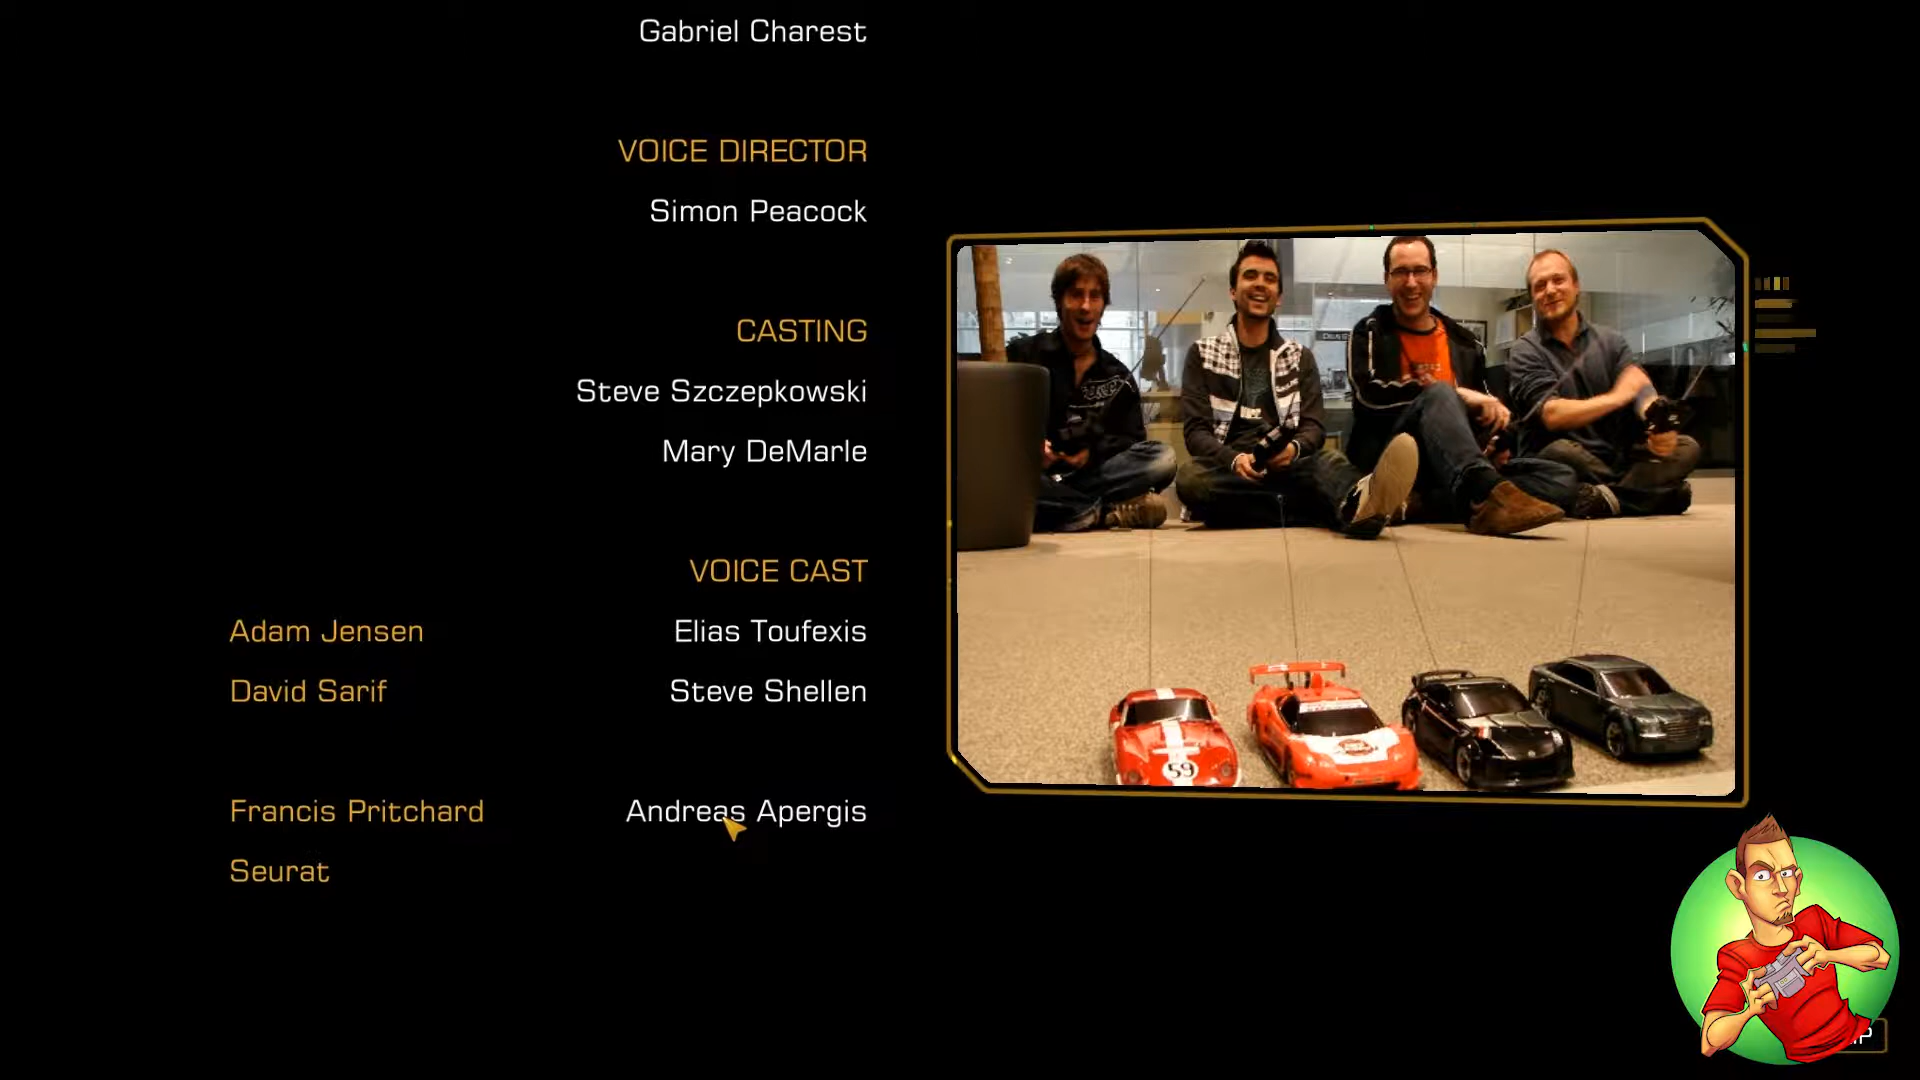 Gabriel Charest
VOICE DIRECTOR
Simon Peacock
CASTING
Steve Szczepkowski
Mary DeMarle
VOICE CAST
Adam Jensen Elias Toufexis
David Sarif Steve Shellen
Francis Pritchard Andreas Apergis
Seurat
59